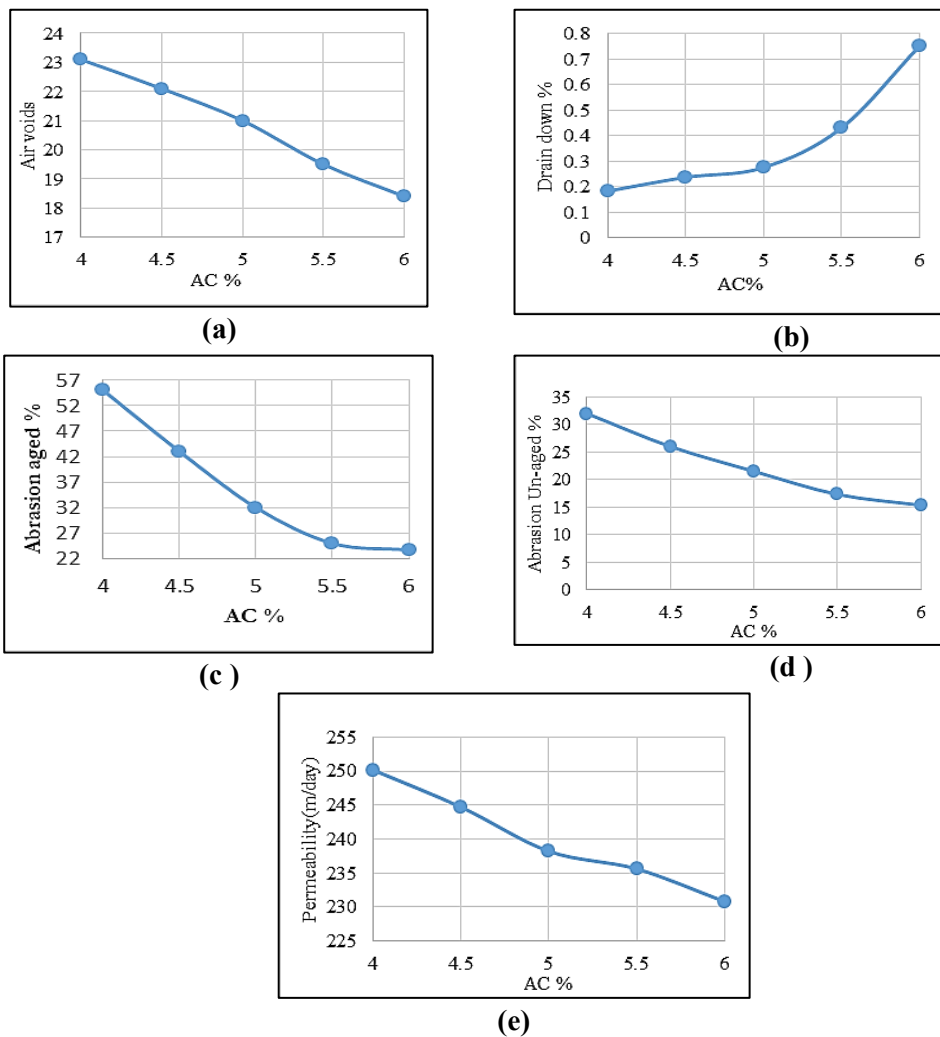 24
23
22
21
20
19
18
17
Air voids
4 4.5 5 5.5 6
AC %
(a)
0.8
0.7
0.6
0.5
0.4
0.3
0.2
0.1
0
Drain down %
4 4.5 5 5.5 6
AC%
(b)
57
52
47
42
37
32
27
22
Abrasion aged %
4 4.5 5 5.5 6
AC %
(c )
35
30
25
20
15
10
5
0
Abrasion Un-aged %
4 4.5 5 5.5 6
AC %
(d )
255
250
245
240
235
230
225
Permeability(m/day)
4 4.5 5 5.5 6
AC %
(e)